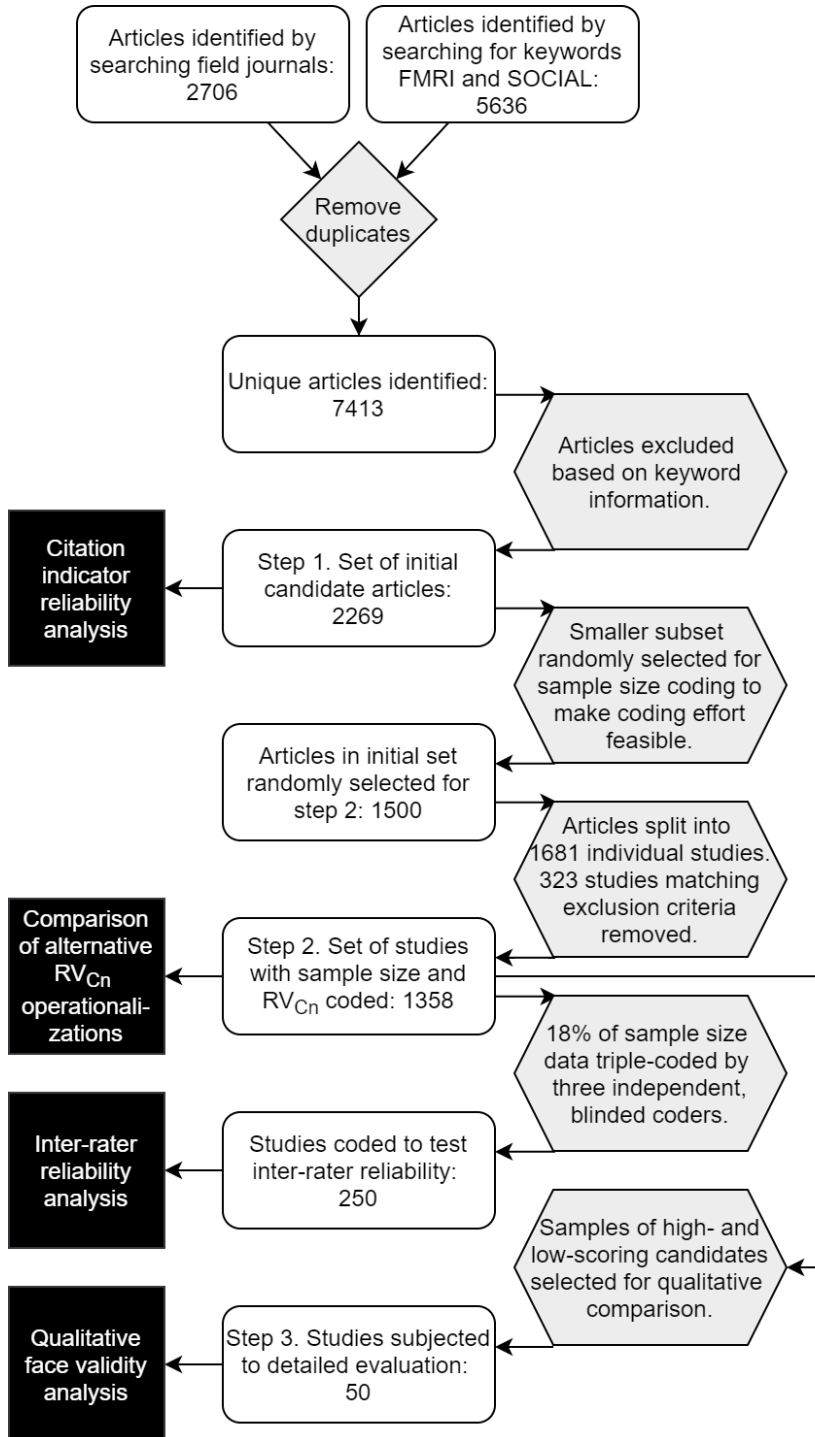 Articles identified by
searching field journals:
2706
Articles identified by
searching for keywords
FMRI and SOCIAL:
5636
Remove
duplicates
Unique articles identified:
7413
Articles excluded
based on keyword
information.
Citation
indicator
reliability
analysis
Step 1. Set of initial
candidate articles:
2269
Smaller subset
randomly selected for
sample size coding to
make coding effort
feasible.
Articles in initial set
randomly selected for
step 2: 1500
Articles split into
1681 individual studies.
323 studies matching
exclusion criteria
removed.
Comparison
of alternative
RVCn
operationali-
zations
Step 2. Set of studies
with sample size and
RVCn coded: 1358
18% of sample size
data triple-coded by
three independent,
blinded coders.
Inter-rater
reliability
analysis
Studies coded to test
inter-rater reliability:
250
Samples of high- and
low-scoring candidates
selected for qualitative
comparison.
Qualitative
face validity
analysis
Step 3. Studies subjected
to detailed evaluation:
50